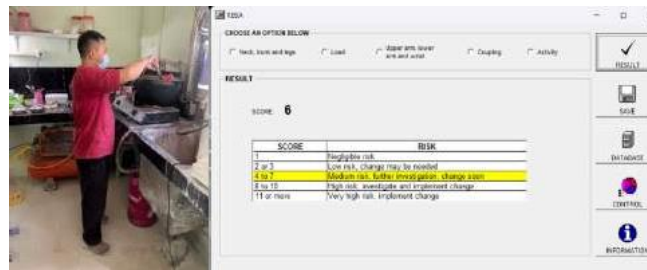 REBA
CHOOSE AN OPTION BELOW
Neck, trunk and legs
Load
Upper arm, lower
arm and wrist
Coupling
Activity
RESULT
RESULT
SCORE: 6
SAVE
SCORE RISK
1 Negligible risk
2 or 3 Low risk, change may be needed
4 to 7 Medium risk, further investigation, change soon
8 to 10 High risk, investigate and implement change
11 or more Very high risk, implement change
DATABASE
CONTROL
INFORMATION